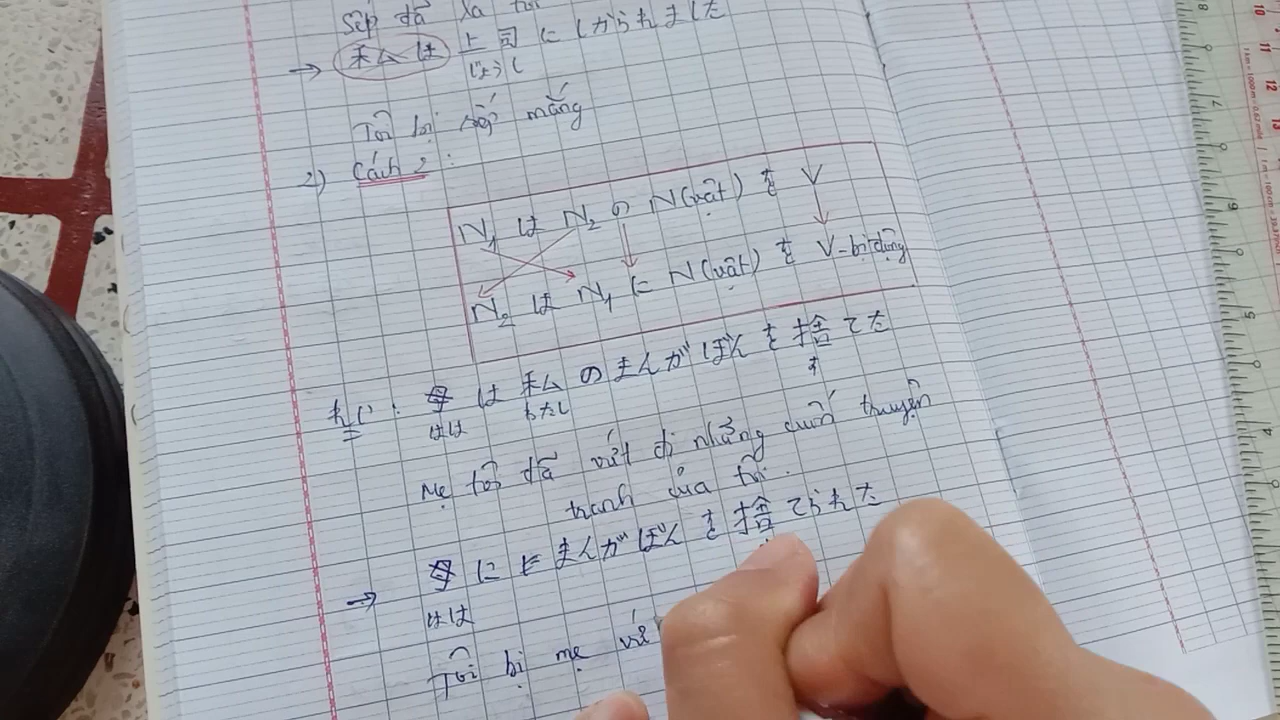 Sếp đã la tôi
→ 私は 上司 にしかられました
じょうし
Tôi bị sếp mắng
2) Cách 2 :
N1 は N2 の N(vật) を V
N2 は N1 に N(vật) を V-bị động
れい : 母 は 私 のまんがぼん を 捨てた
はは わたし す
Mẹ tôi đã vứt đi những cuốn truyện
tranh của tôi.
→ 母 に まんがぼん を 捨てられた
はは
Tôi bị mẹ vứ